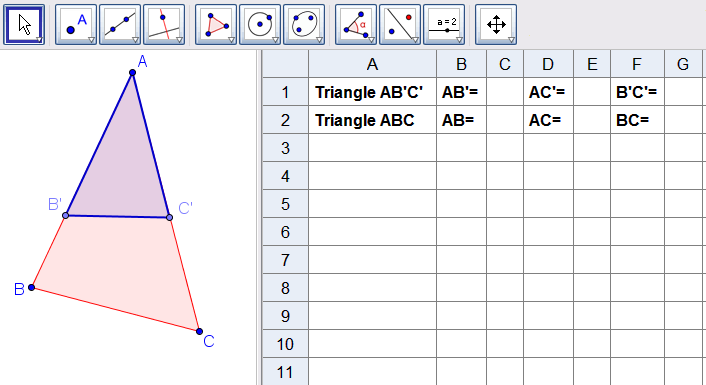 A
α
a = 2
A
B'
C'
B
C
A B C D E F G
1 Triangle AB'C' AB'= AC'= B'C'=
2 Triangle ABC AB= AC= BC=
3
4
5
6
7
8
9
10
11